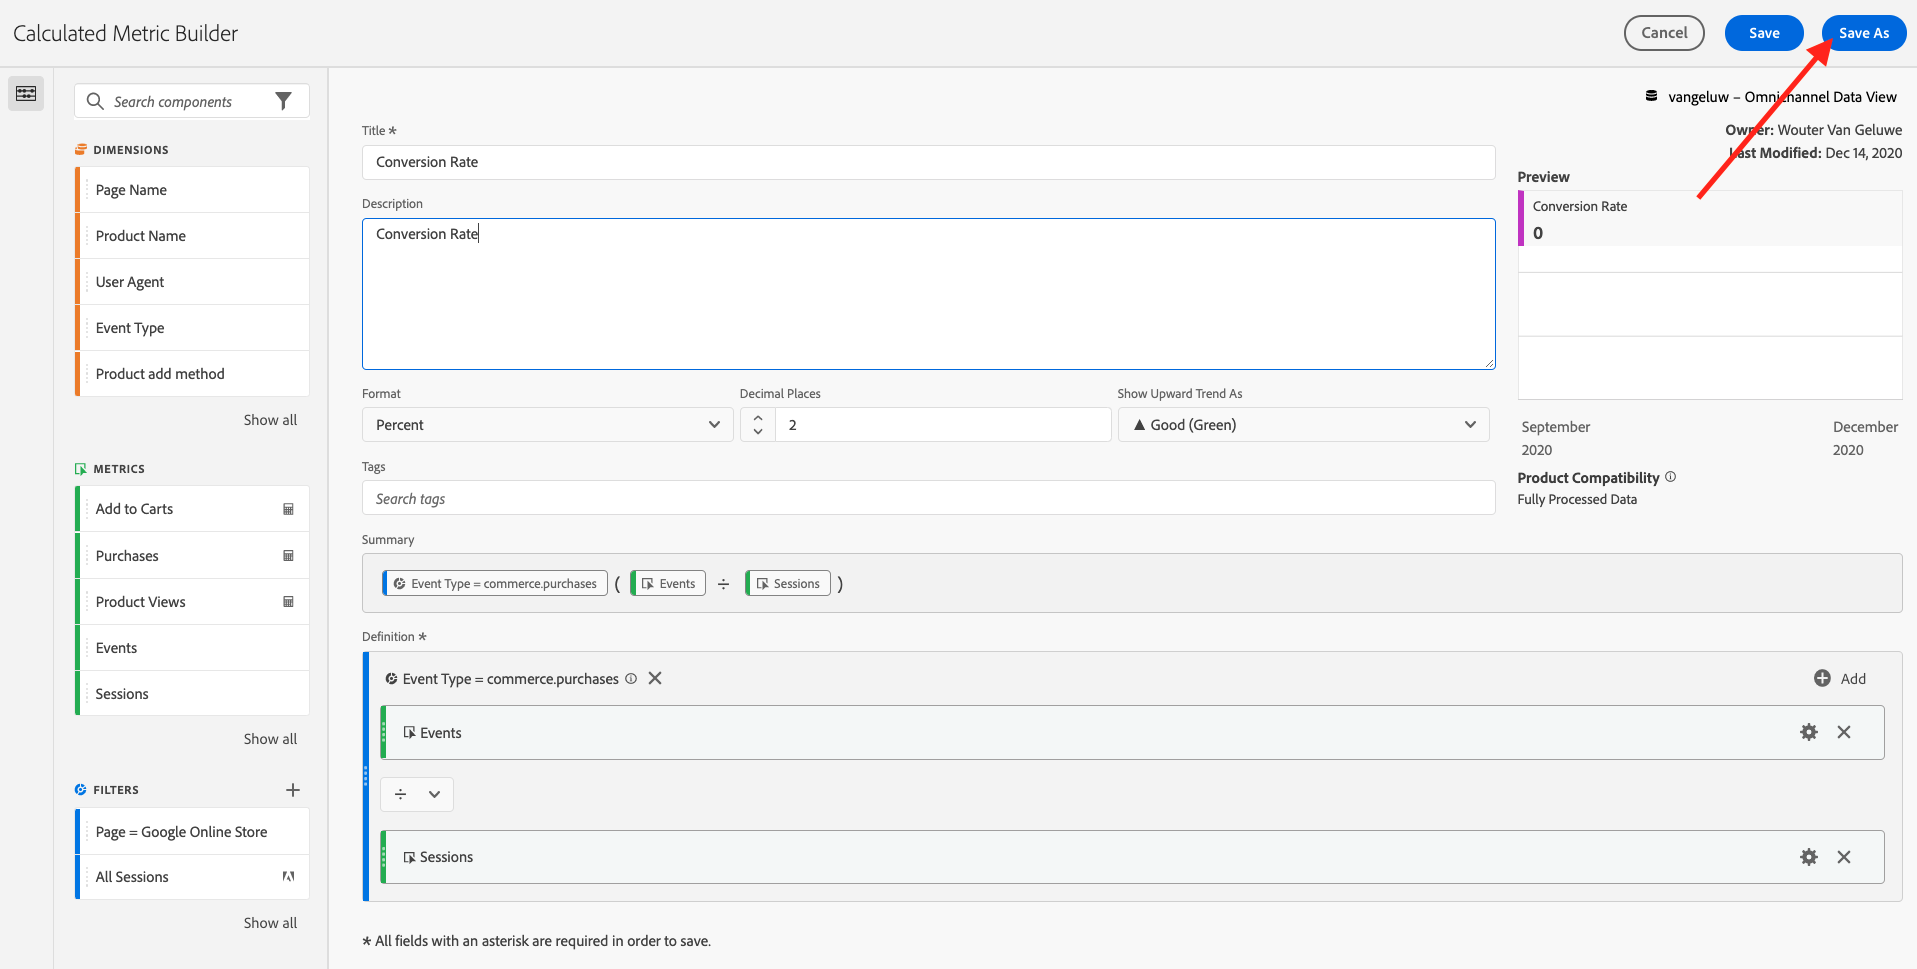 Calculated Metric Builder
Cancel
Save
Save As
Search components
DIMENSIONS
Page Name
Product Name
User Agent
Event Type
Product add method
Show all
METRICS
Add to Carts
Purchases
Product Views
Events
Sessions
Show all
FILTERS
Page = Google Online Store
All Sessions
Show all
vangeluw – Omnichannel Data View
Owner: Wouter Van Geluwe
Last Modified: Dec 14, 2020
Title *
Conversion Rate
Description
Conversion Rate
Format
Percent
Decimal Places
2
Show Upward Trend As
▲ Good (Green)
Tags
Search tags
Summary
Event Type = commerce.purchases ( Events ÷ Sessions )
Definition *
Event Type = commerce.purchases
Add
Events
÷
Sessions
* All fields with an asterisk are required in order to save.
Preview
Conversion Rate
0
September 2020
December 2020
Product Compatibility
Fully Processed Data